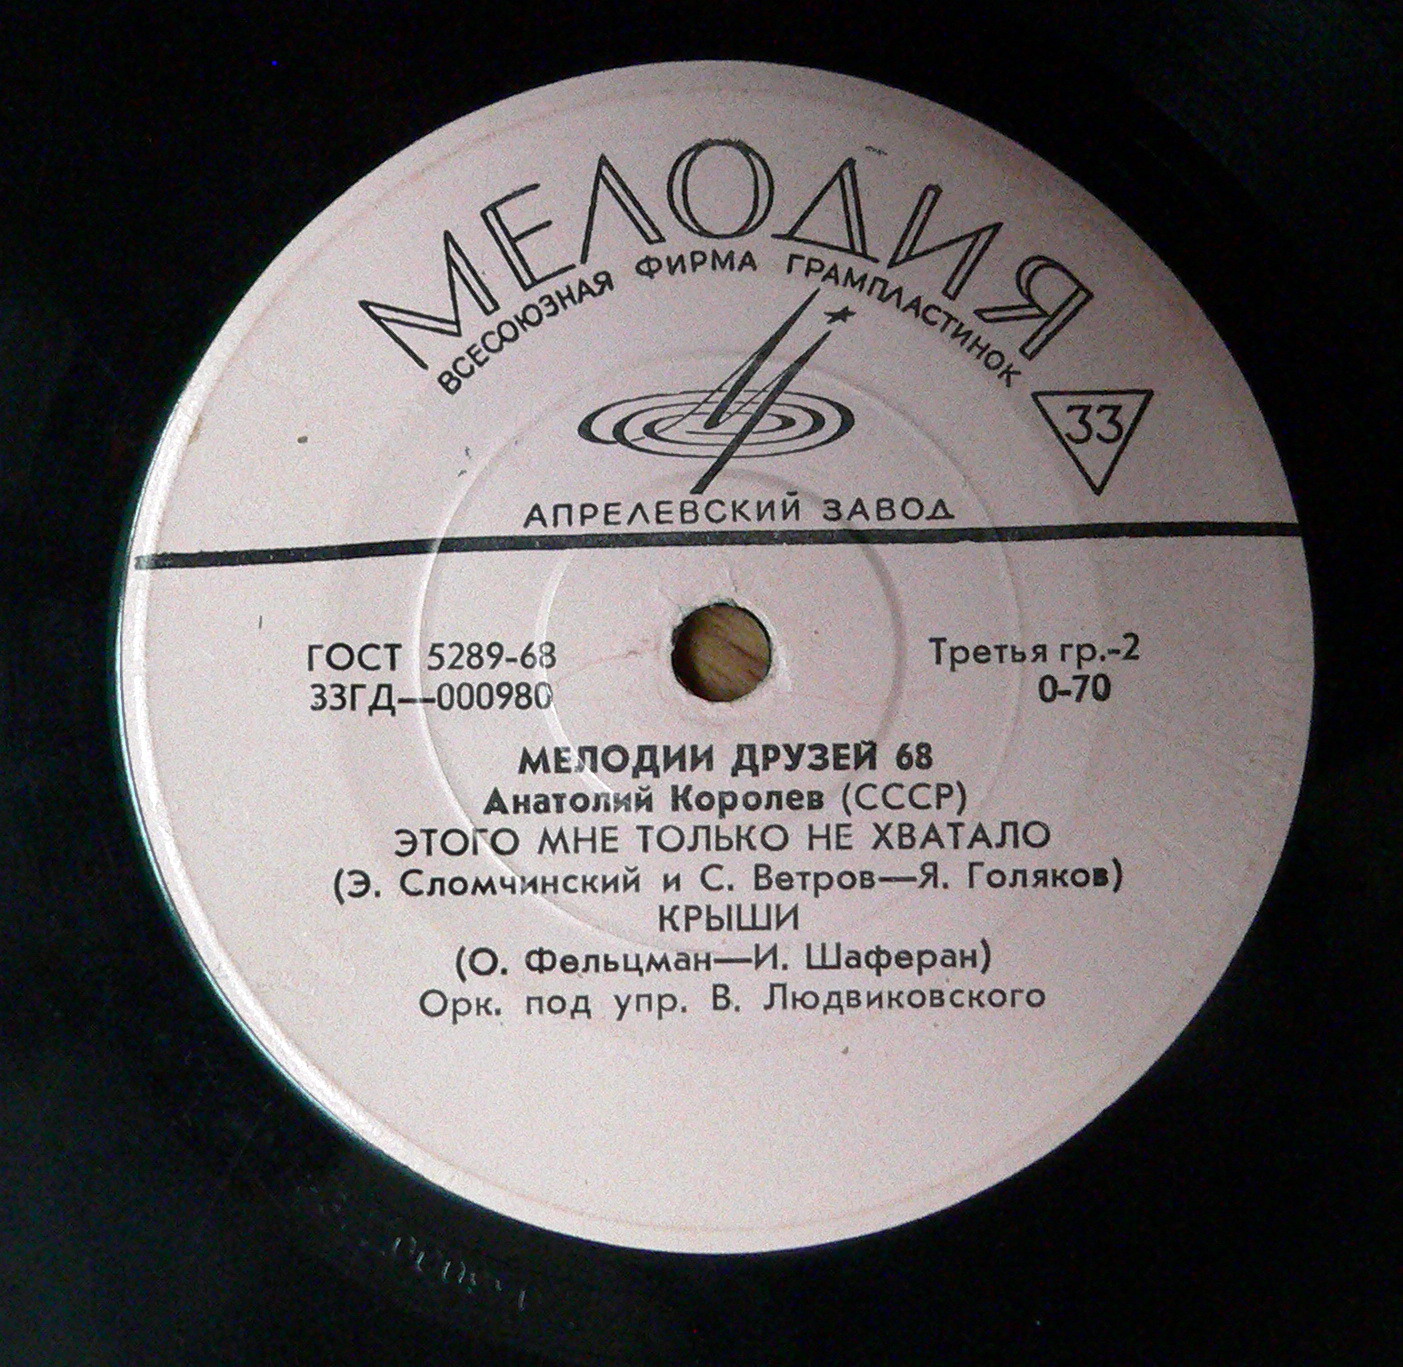 МЕЛОДИЯ
ВСЕСОЮЗНАЯ ФИРМА ГРАМПЛАСТИНОК
33
АПРЕЛЕВСКИЙ ЗАВОД
ГОСТ 5289-68
33ГД—000980
Третья гр.-2
0-70
МЕЛОДИИ ДРУЗЕЙ 68
Анатолий Королев (СССР)
ЭТОГО МНЕ ТОЛЬКО НЕ ХВАТАЛО
(Э. Сломчинский и С. Ветров—Я. Голяков)
КРЫШИ
(О. Фельцман—И. Шаферан)
Орк. под упр. В. Людвиковского